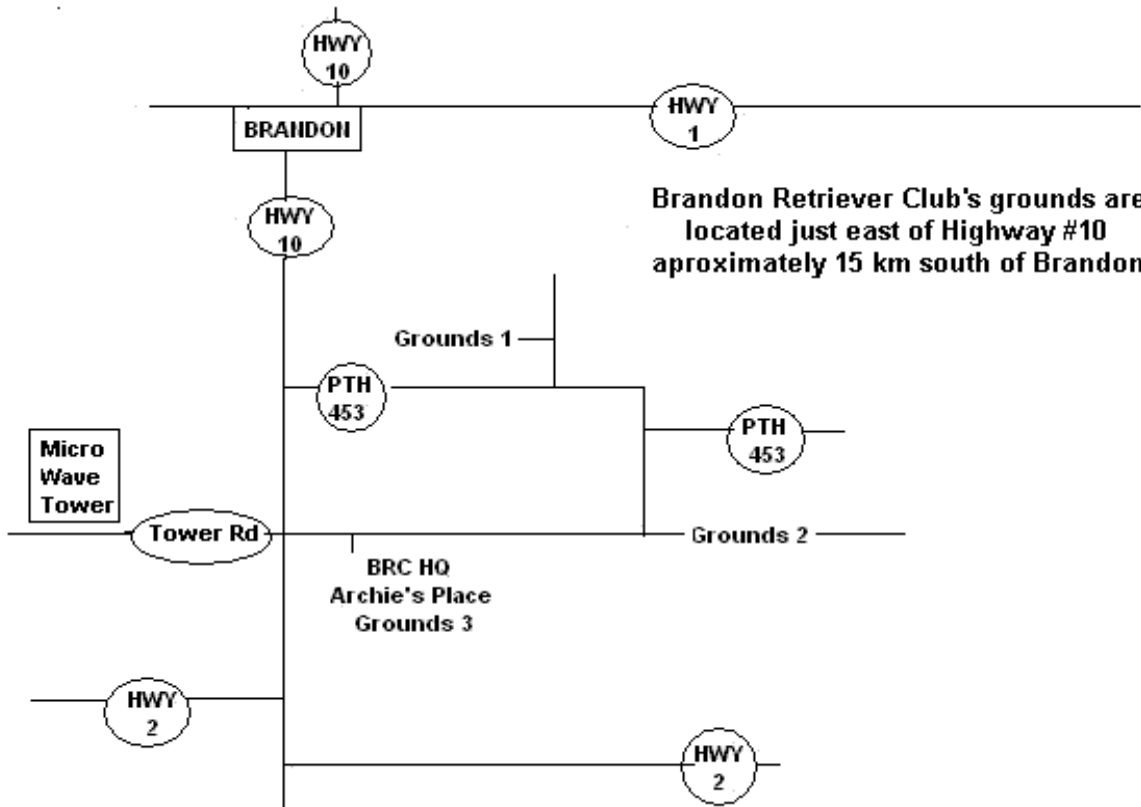 HWY
10
BRANDON
HWY
1
HWY
10
Brandon Retriever Club's grounds are
located just east of Highway #10
aproximately 15 km south of Brandon
Grounds 1
PTH
453
PTH
453
Micro
Wave
Tower
Tower Rd
Grounds 2
BRC HQ
Archie's Place
Grounds 3
HWY
2
HWY
2